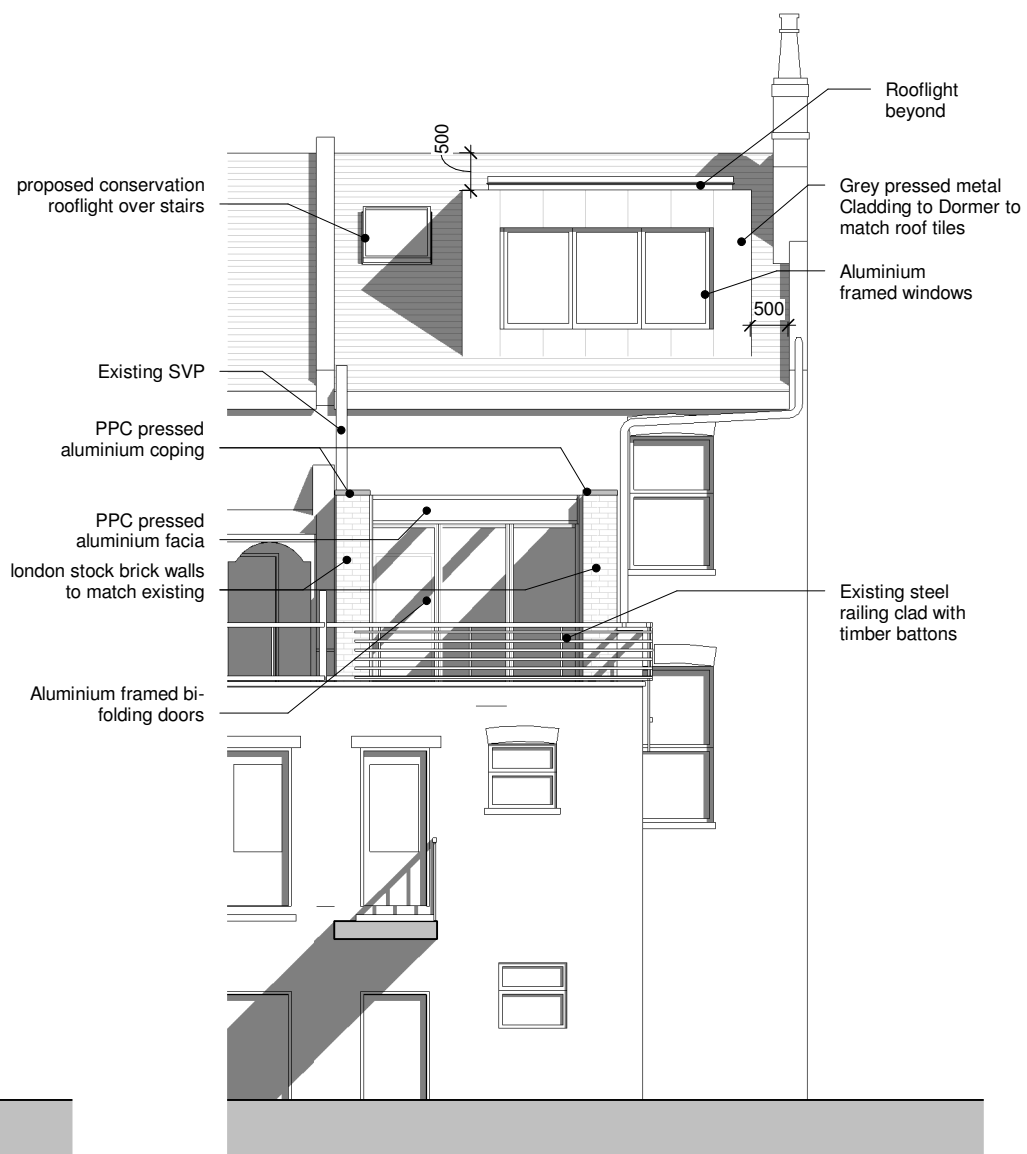 Rooflight
beyond
500
proposed conservation
rooflight over stairs
Grey pressed metal
Cladding to Dormer to
match roof tiles
Aluminium
framed windows
500
Existing SVP
PPC pressed
aluminium coping
PPC pressed
aluminium facia
london stock brick walls
to match existing
Existing steel
railing clad with
timber battons
Aluminium framed bi-
folding doors